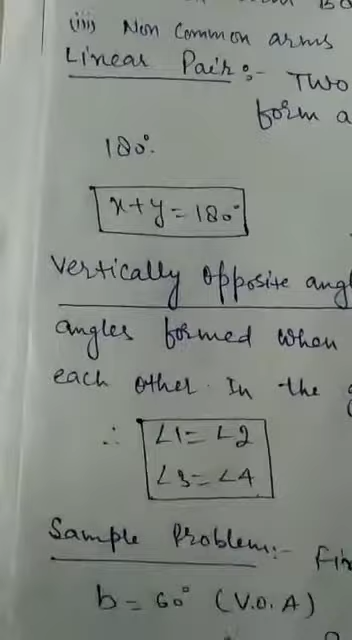 (iii) Non Common arms
Linear Pair:- Two
form a
180°.
x+y=180°
Vertically opposite angl
angles formed when
each other. In the
∴ ∠1=∠2
∠3=∠4
Sample Problem:- Fin
b=60° (V.O.A)